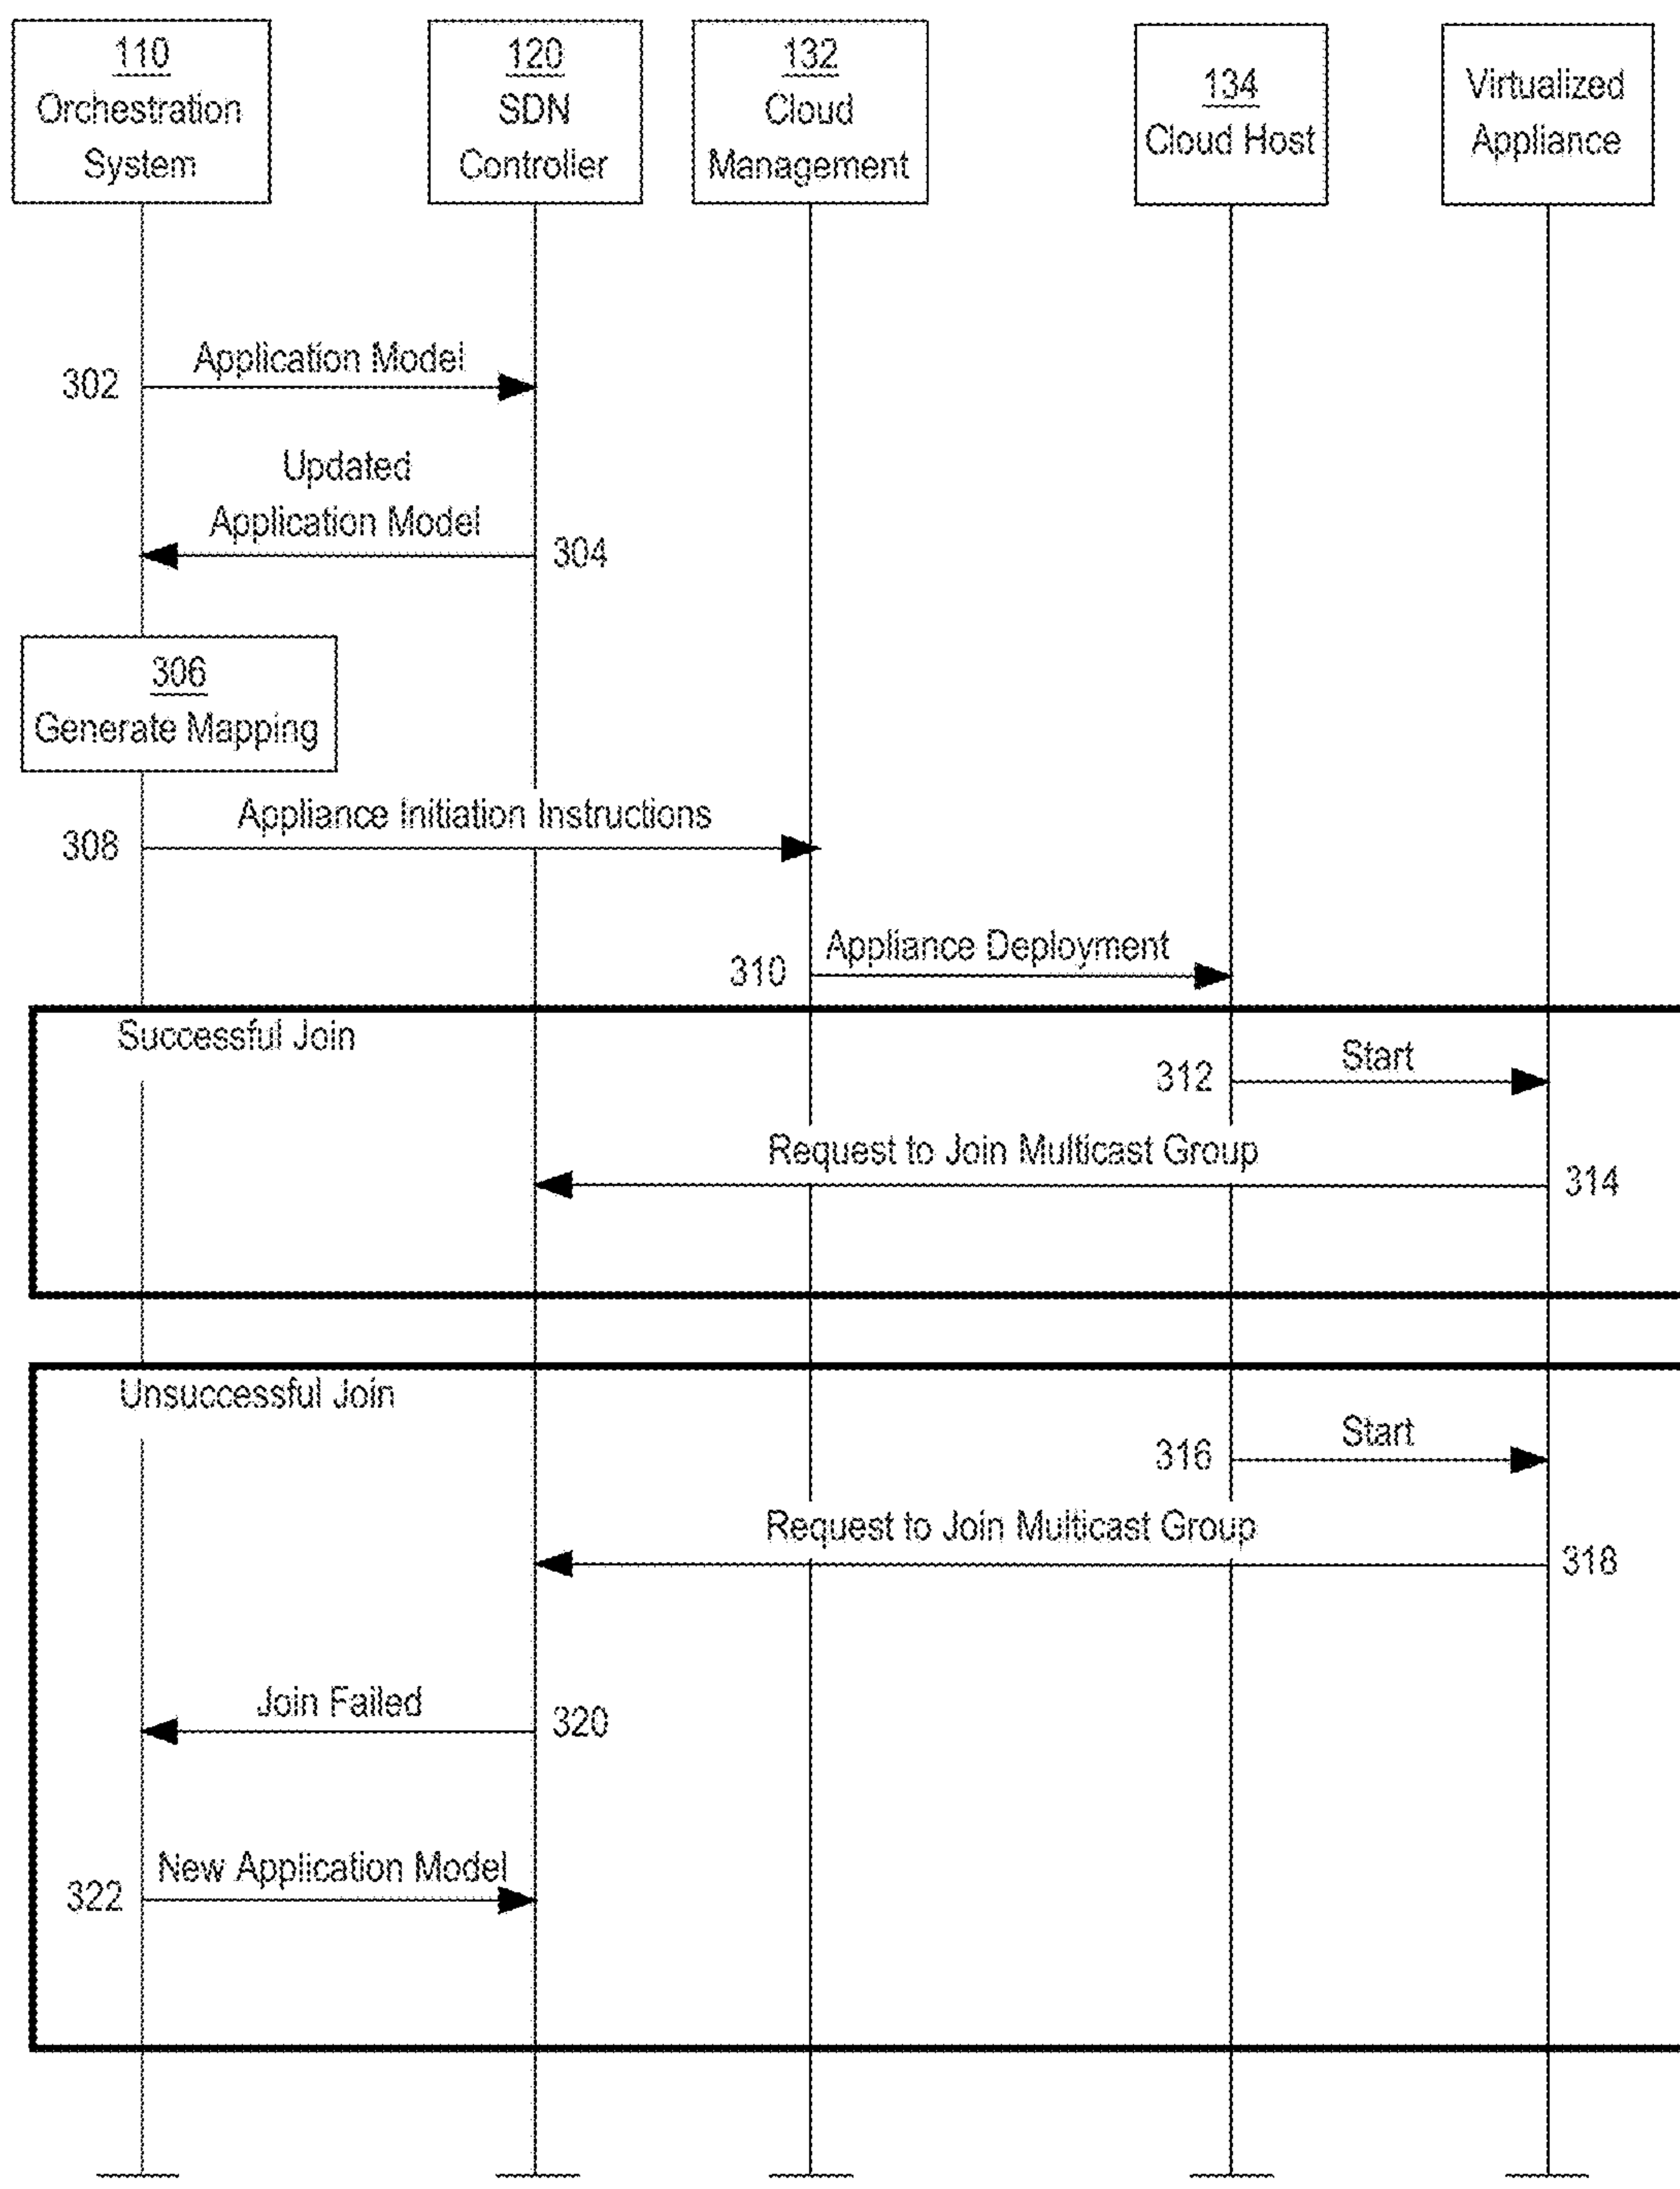 110
Orchestration
System
120
SDN
Controller
132
Cloud
Management
134
Cloud Host
Virtualized
Appliance
302
Application Model
Updated
Application Model
304
306
Generate Mapping
308
Appliance Initiation Instructions
310
Appliance Deployment
Successful Join
312
Start
Request to Join Multicast Group
314
Unsuccessful Join
316
Start
Request to Join Multicast Group
318
Join Failed
320
322
New Application Model